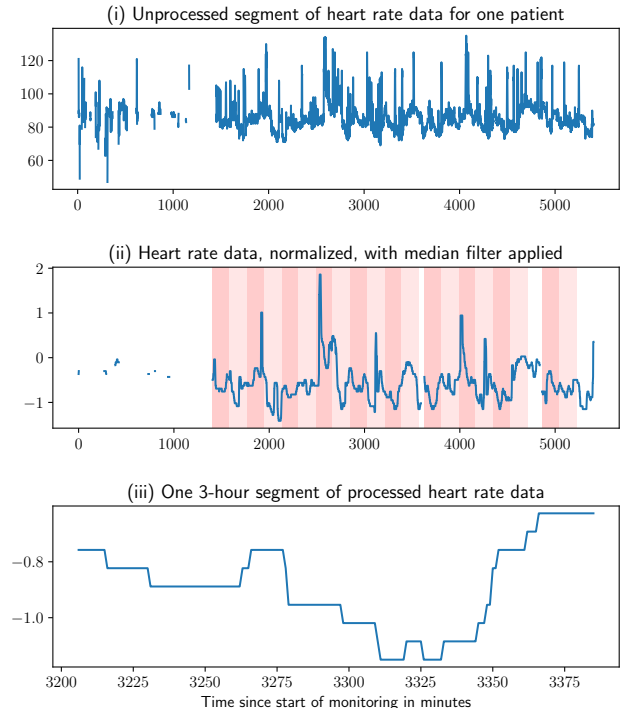 (i) Unprocessed segment of heart rate data for one patient
120
100
80
60
0 1000 2000 3000 4000 5000
(ii) Heart rate data, normalized, with median filter applied
2
1
0
−1
0 1000 2000 3000 4000 5000
(iii) One 3-hour segment of processed heart rate data
−0.8
−1.0
3200 3225 3250 3275 3300 3325 3350 3375
Time since start of monitoring in minutes